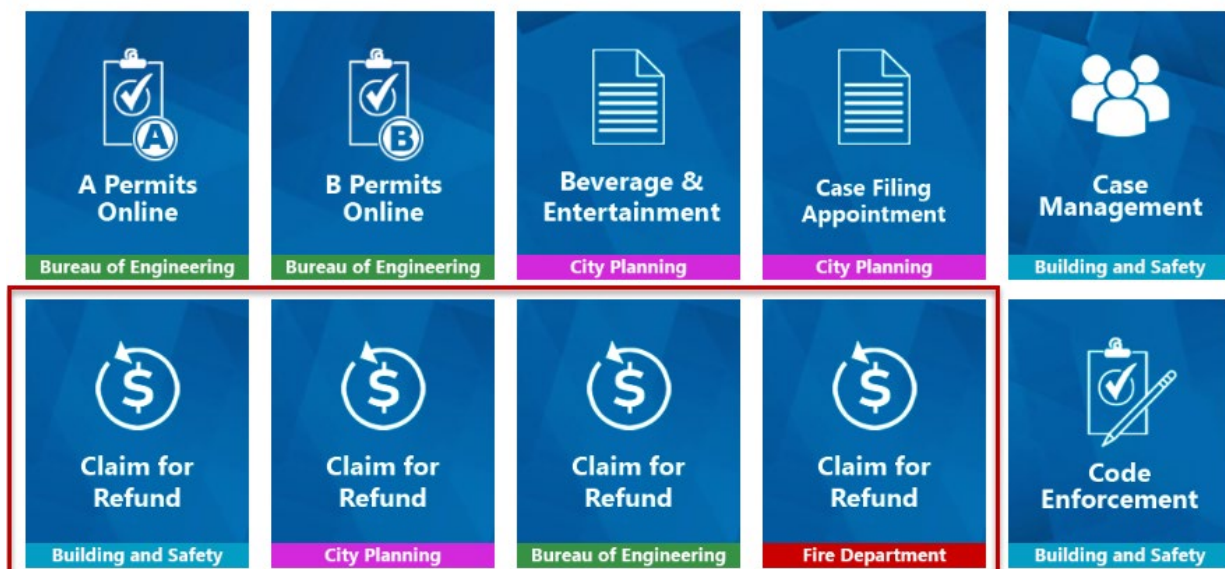 A
A Permits
Online
Bureau of Engineering
B
B Permits
Online
Bureau of Engineering
Beverage &
Entertainment
City Planning
Case Filing
Appointment
City Planning
Case
Management
Building and Safety
$
Claim for
Refund
Building and Safety
$
Claim for
Refund
City Planning
$
Claim for
Refund
Bureau of Engineering
$
Claim for
Refund
Fire Department
Code
Enforcement
Building and Safety